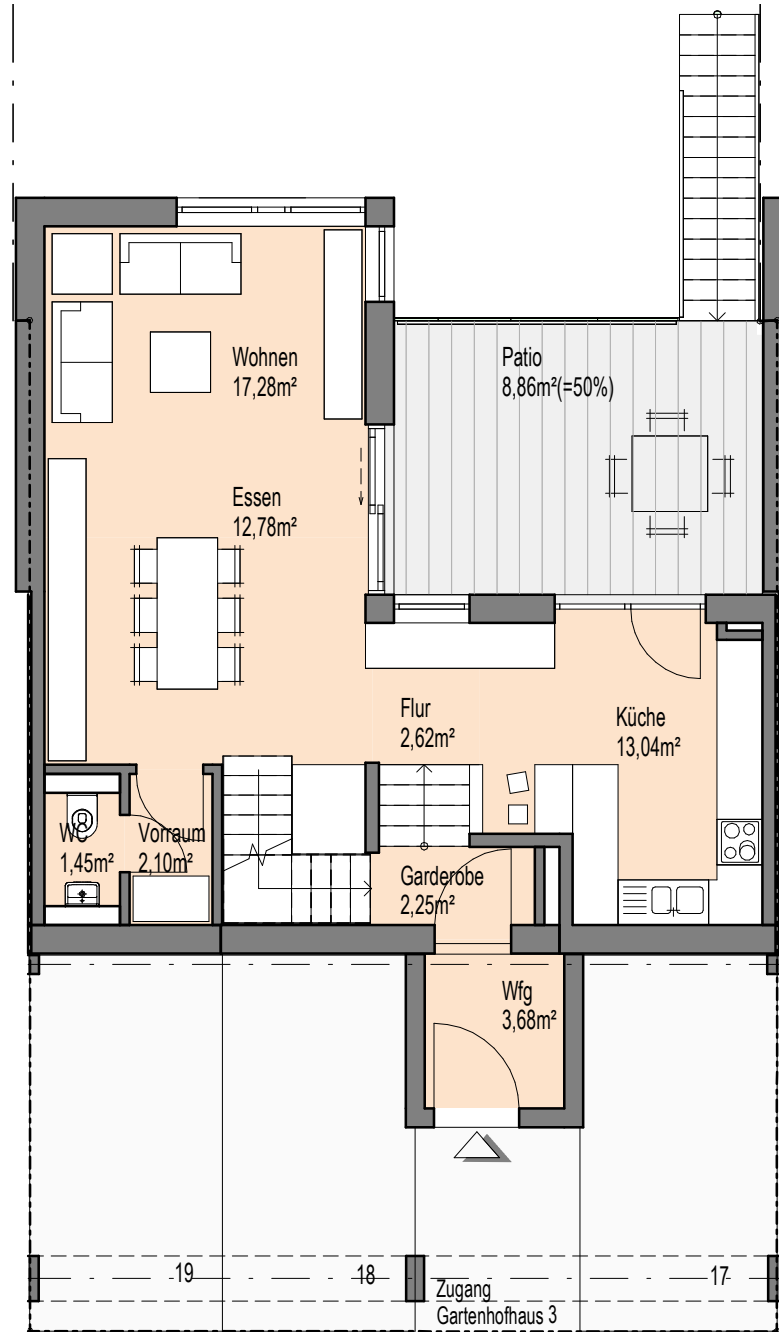 Wohnen
17,28m²
Patio
8,86m²(=50%)
Essen
12,78m²
Flur
2,62m²
Küche
13,04m²
WC
1,45m²
Vorraum
2,10m²
Garderobe
2,25m²
Wfg
3,68m²
19
18
17
Zugang
Gartenhofhaus 3